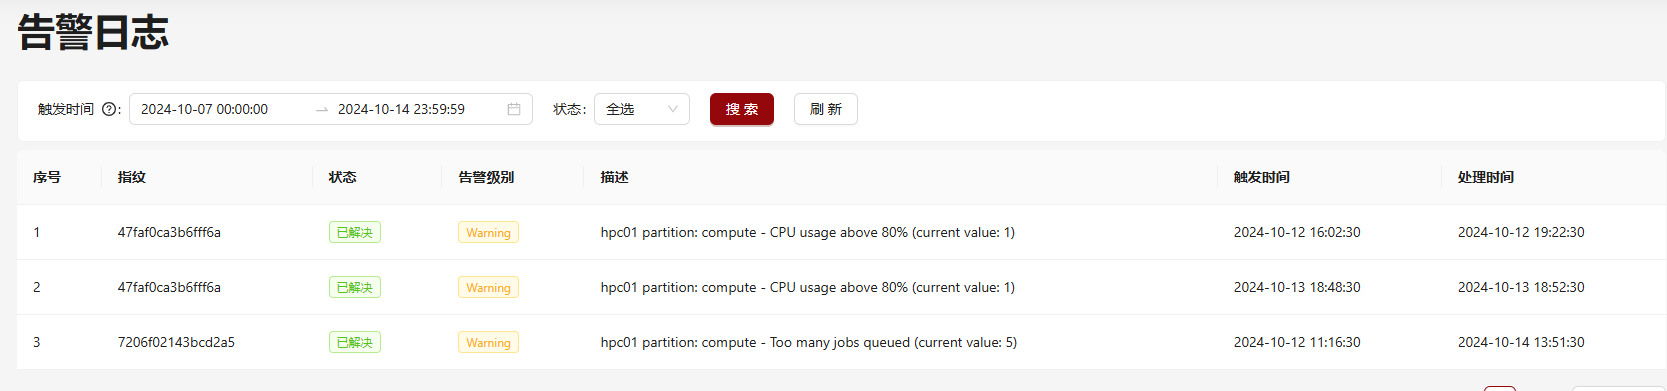 告警日志
触发时间 ?: 2024-10-07 00:00:00 → 2024-10-14 23:59:59 状态: 全选 搜 索 刷 新
序号 指纹 状态 告警级别 描述 触发时间 处理时间
1 47faf0ca3b6fff6a 已解决 Warning hpc01 partition: compute - CPU usage above 80% (current value: 1) 2024-10-12 16:02:30 2024-10-12 19:22:30
2 47faf0ca3b6fff6a 已解决 Warning hpc01 partition: compute - CPU usage above 80% (current value: 1) 2024-10-13 18:48:30 2024-10-13 18:52:30
3 7206f02143bcd2a5 已解决 Warning hpc01 partition: compute - Too many jobs queued (current value: 5) 2024-10-12 11:16:30 2024-10-14 13:51:30